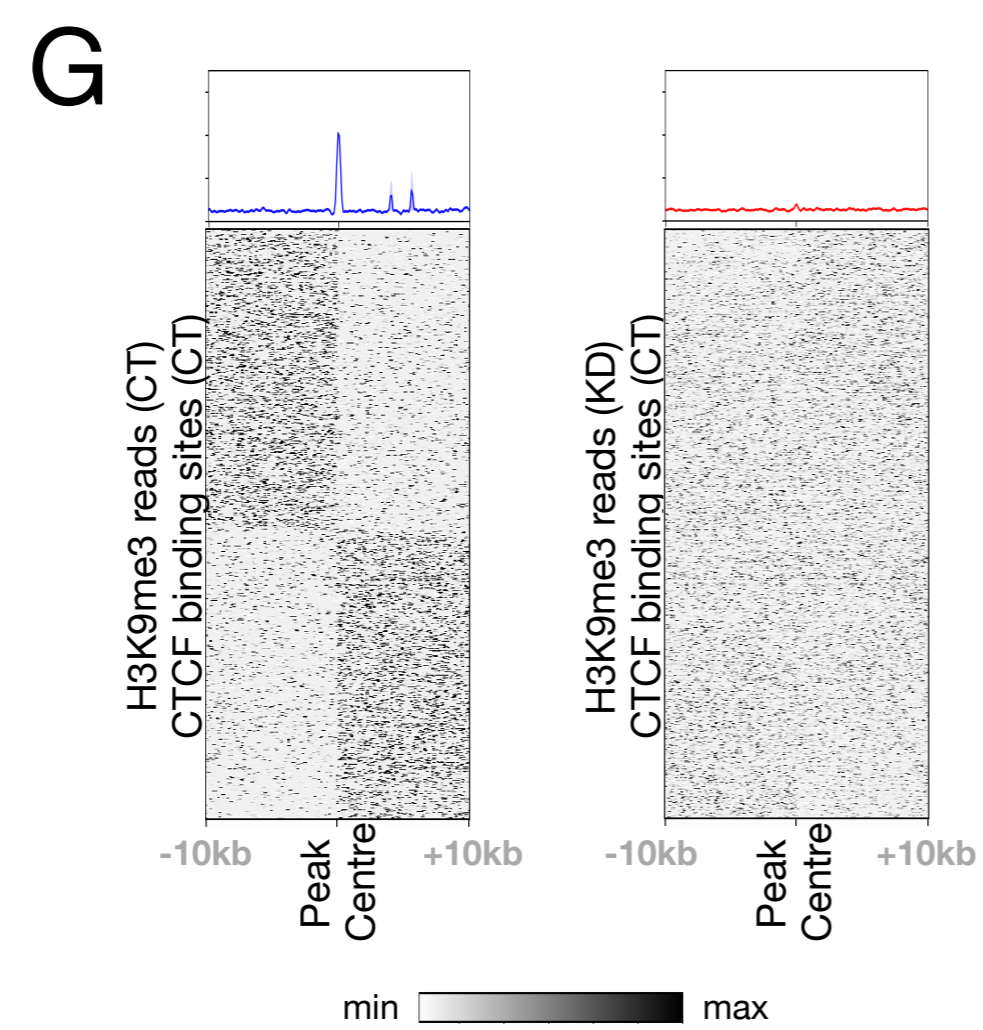 G
H3K9me3 reads (CT)
CTCF binding sites (CT)
H3K9me3 reads (KD)
CTCF binding sites (CT)
-10kb
Peak
Centre
+10kb
-10kb
Peak
Centre
+10kb
min
max